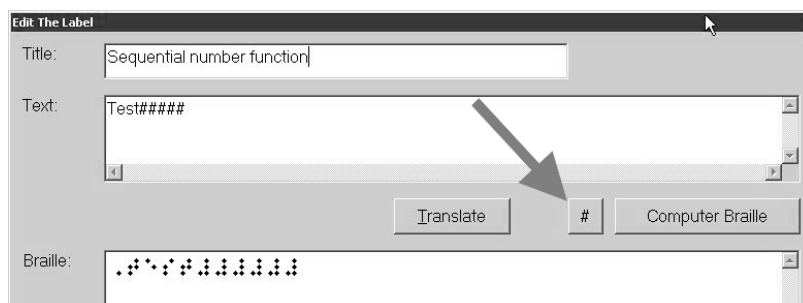 Edit The Label
Title:
Sequential number function
Text:
Test#####
Translate
#
Computer Braille
Braille:
⠠⠞⠑⠎⠞⠼⠼⠼⠼⠼⠼